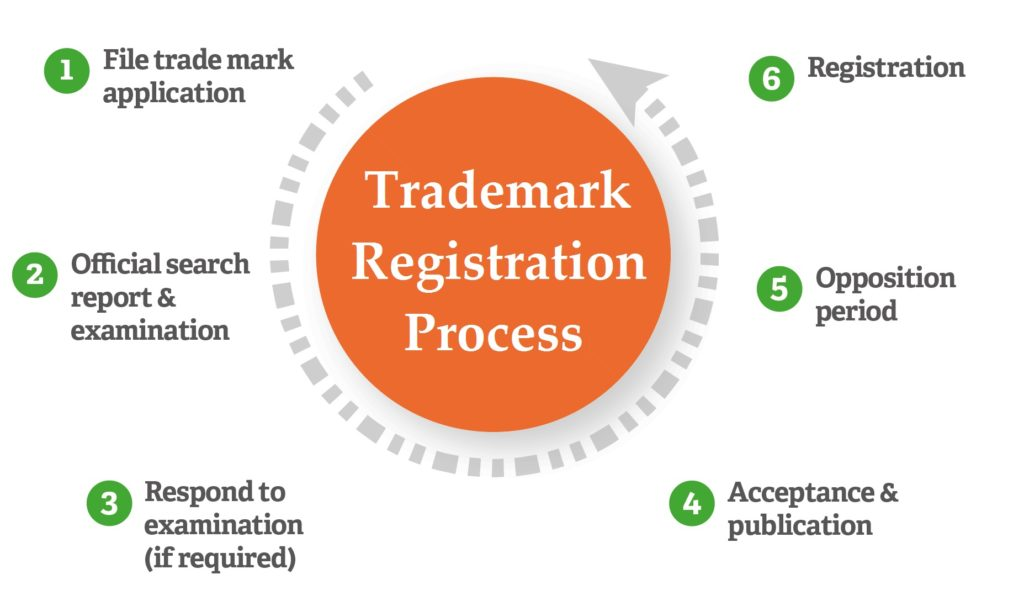 1
File trade mark
application
2
Official search
report &
examination
3
Respond to
examination
(if required)
Trademark
Registration
Process
4
Acceptance &
publication
5
Opposition
period
6
Registration